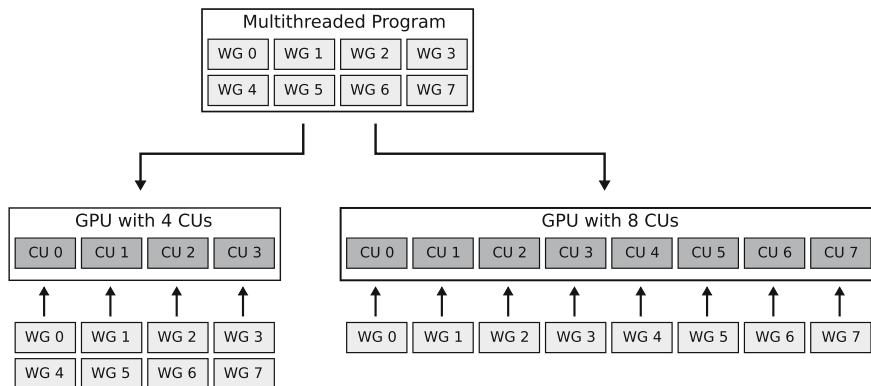 Multithreaded Program
WG 0 WG 1 WG 2 WG 3
WG 4 WG 5 WG 6 WG 7
GPU with 4 CUs
CU 0 CU 1 CU 2 CU 3
WG 0 WG 1 WG 2 WG 3
WG 4 WG 5 WG 6 WG 7
GPU with 8 CUs
CU 0 CU 1 CU 2 CU 3 CU 4 CU 5 CU 6 CU 7
WG 0 WG 1 WG 2 WG 3 WG 4 WG 5 WG 6 WG 7